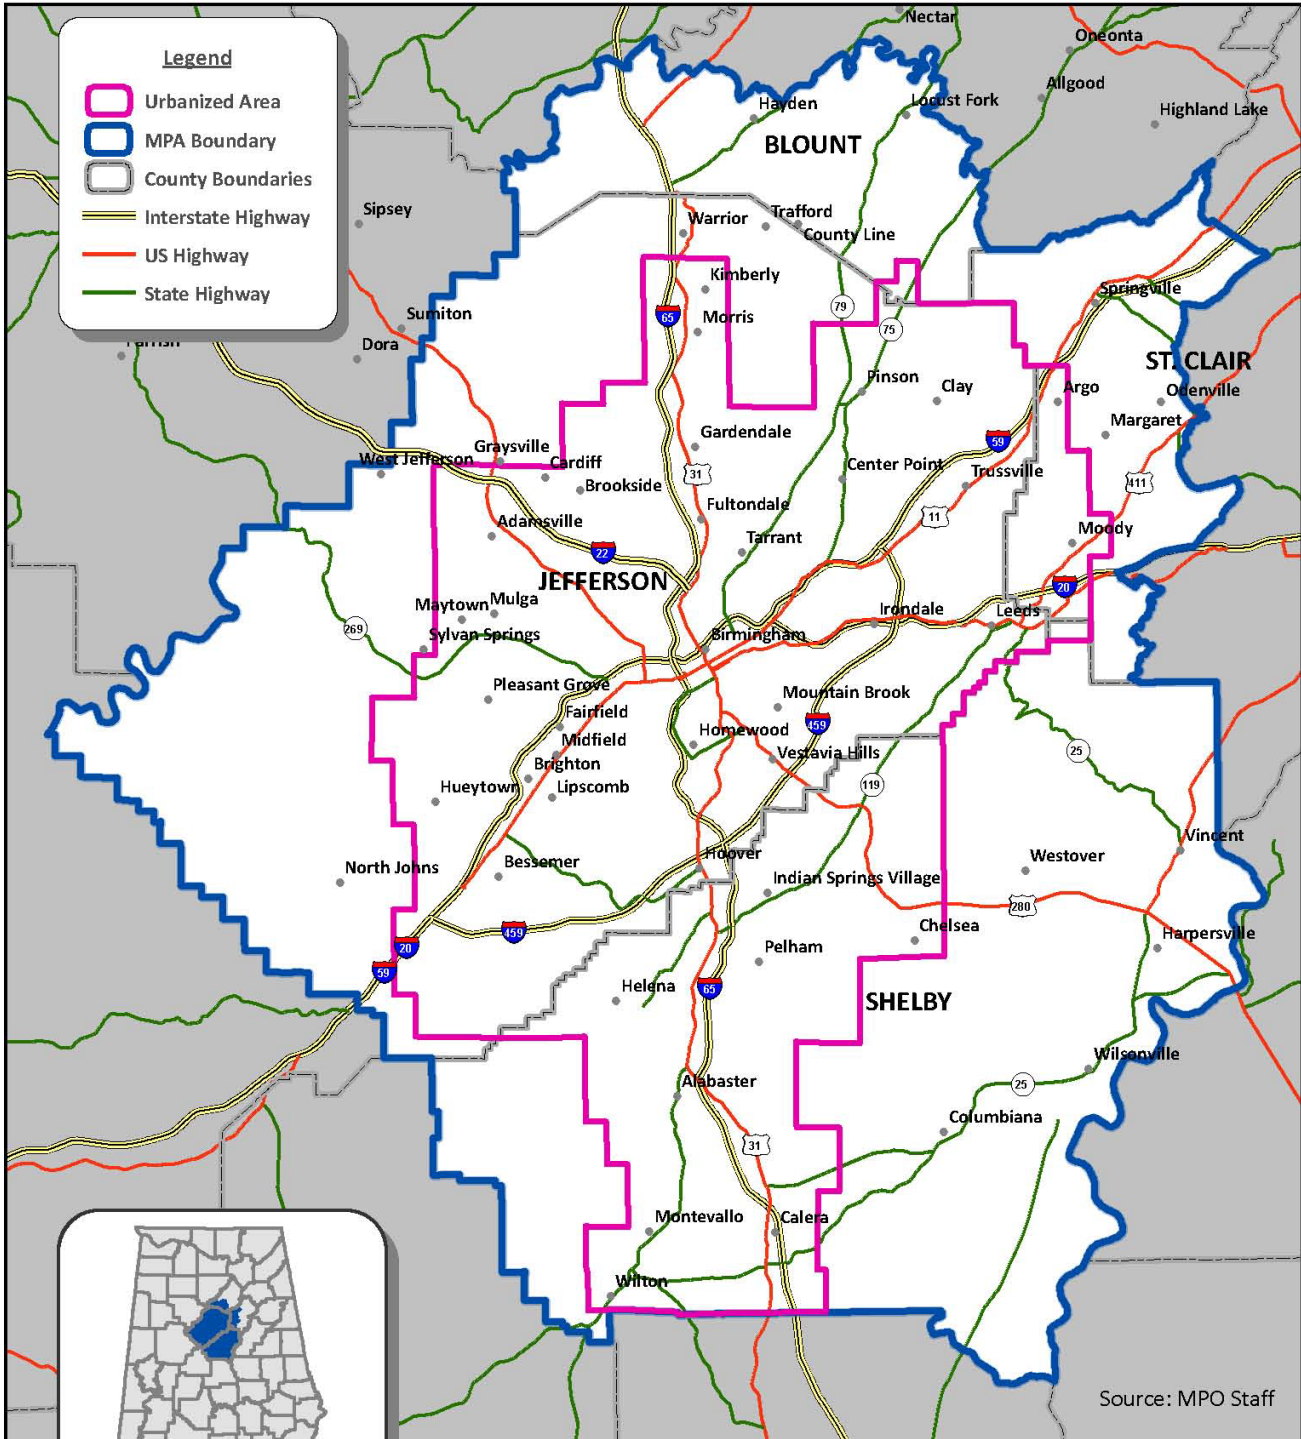 Legend
Urbanized Area
MPA Boundary
County Boundaries
Interstate Highway
US Highway
State Highway
Nectar
Oneonta
Allgood
Hayden
Locust Fork
Highland Lake
BLOUNT
Sipsey
Warrior
Trafford
County Line
Kimberly
Springville
79
65
Morris
75
Sumiton
Dora
ST. CLAIR
Pinson
Clay
Argo
Odenville
Margaret
Gardendale
59
Graysville
West Jefferson
Cardiff
Center Point
Trussville
31
Brookside
411
Fultondale
11
Adamsville
Tarrant
Moody
22
JEFFERSON
20
Maytown
Mulga
Irondale
Leeds
269
Sylvan Springs
Birmingham
Pleasant Grove
Mountain Brook
Fairfield
459
Homewood
Midfield
Vestavia Hills
25
Brighton
Hueytown
Lipscomb
119
Vincent
Hoover
Westover
North Johns
Bessemer
Indian Springs Village
280
Chelsea
459
Harpersville
20
Pelham
59
Helena
65
SHELBY
Wilsonville
Alabaster
25
Columbiana
31
Montevallo
Calera
Wilton
Source: MPO Staff